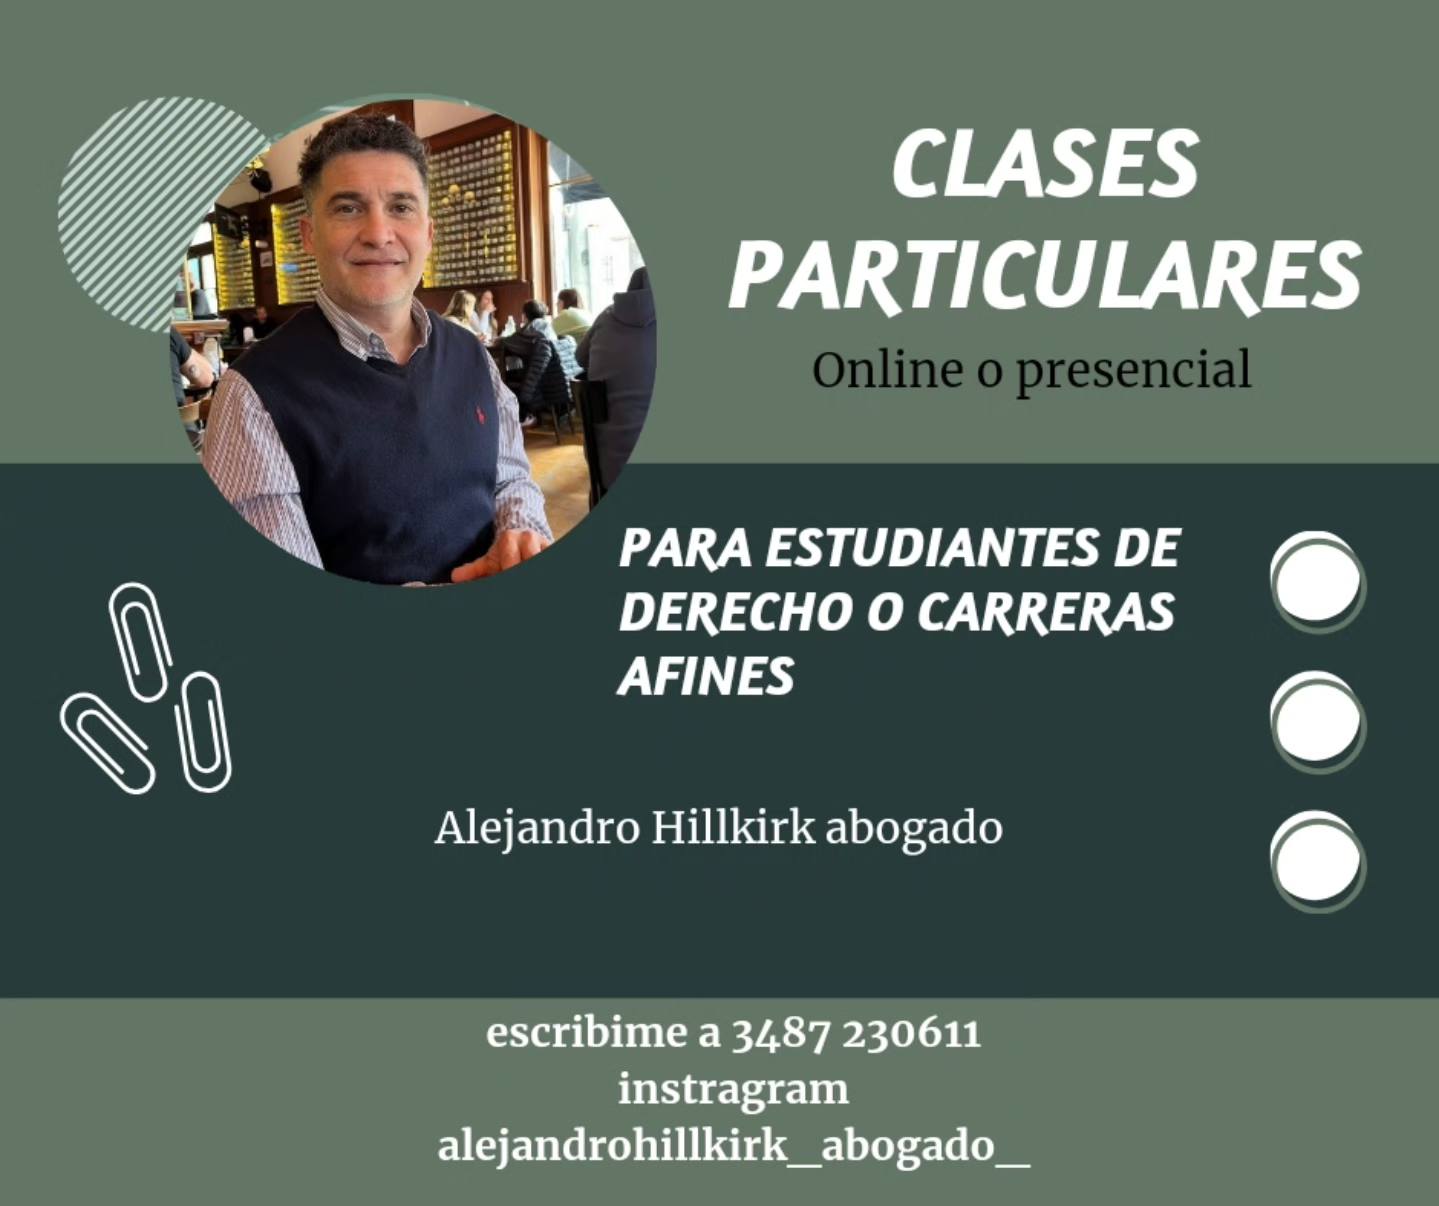 CLASES
PARTICULARES
Online o presencial
PARA ESTUDIANTES DE
DERECHO O CARRERAS
AFINES
Alejandro Hillkirk abogado
escribime a 3487 230611
instragram
alejandrohillkirk_abogado_